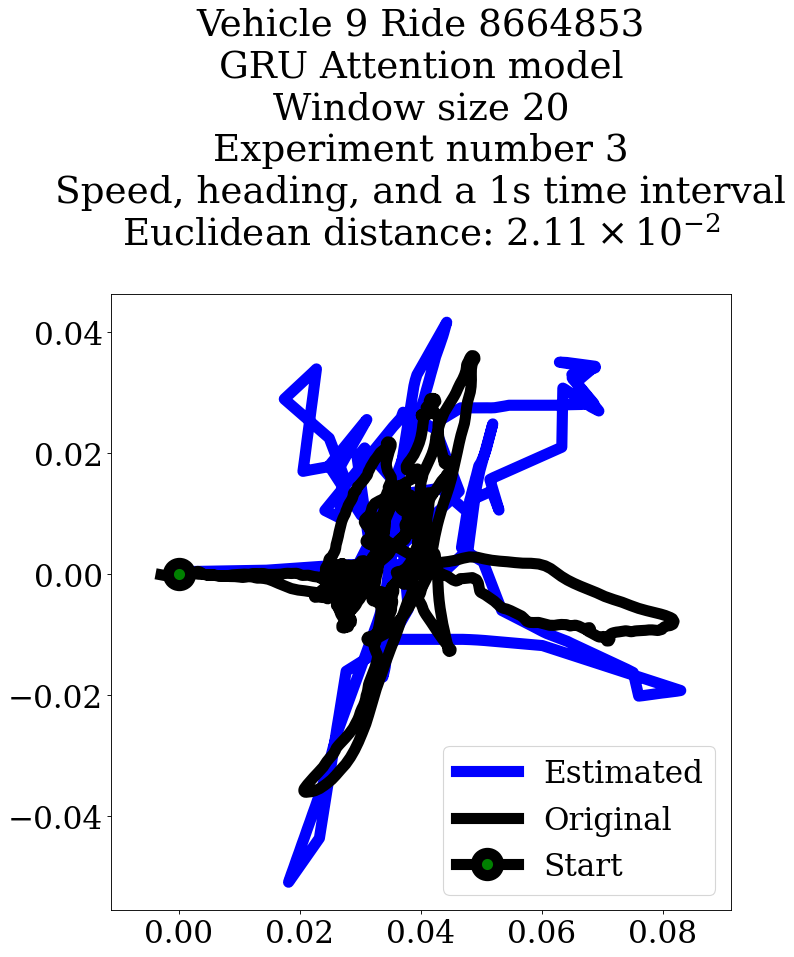 Vehicle 9 Ride 8664853
GRU Attention model
Window size 20
Experiment number 3
Speed, heading, and a 1s time interval
Euclidean distance: 2.11 × 10⁻²
0.04
0.02
0.00
−0.02
−0.04
Estimated
Original
Start
0.00 0.02 0.04 0.06 0.08